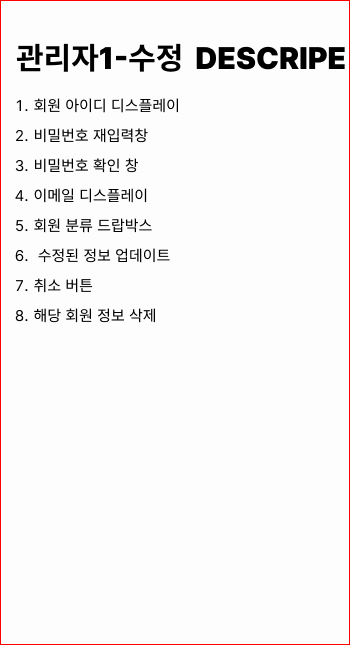 관리자1-수정 DESCRIPE
1. 회원 아이디 디스플레이
2. 비밀번호 재입력창
3. 비밀번호 확인 창
4. 이메일 디스플레이
5. 회원 분류 드랍박스
6. 수정된 정보 업데이트
7. 취소 버튼
8. 해당 회원 정보 삭제